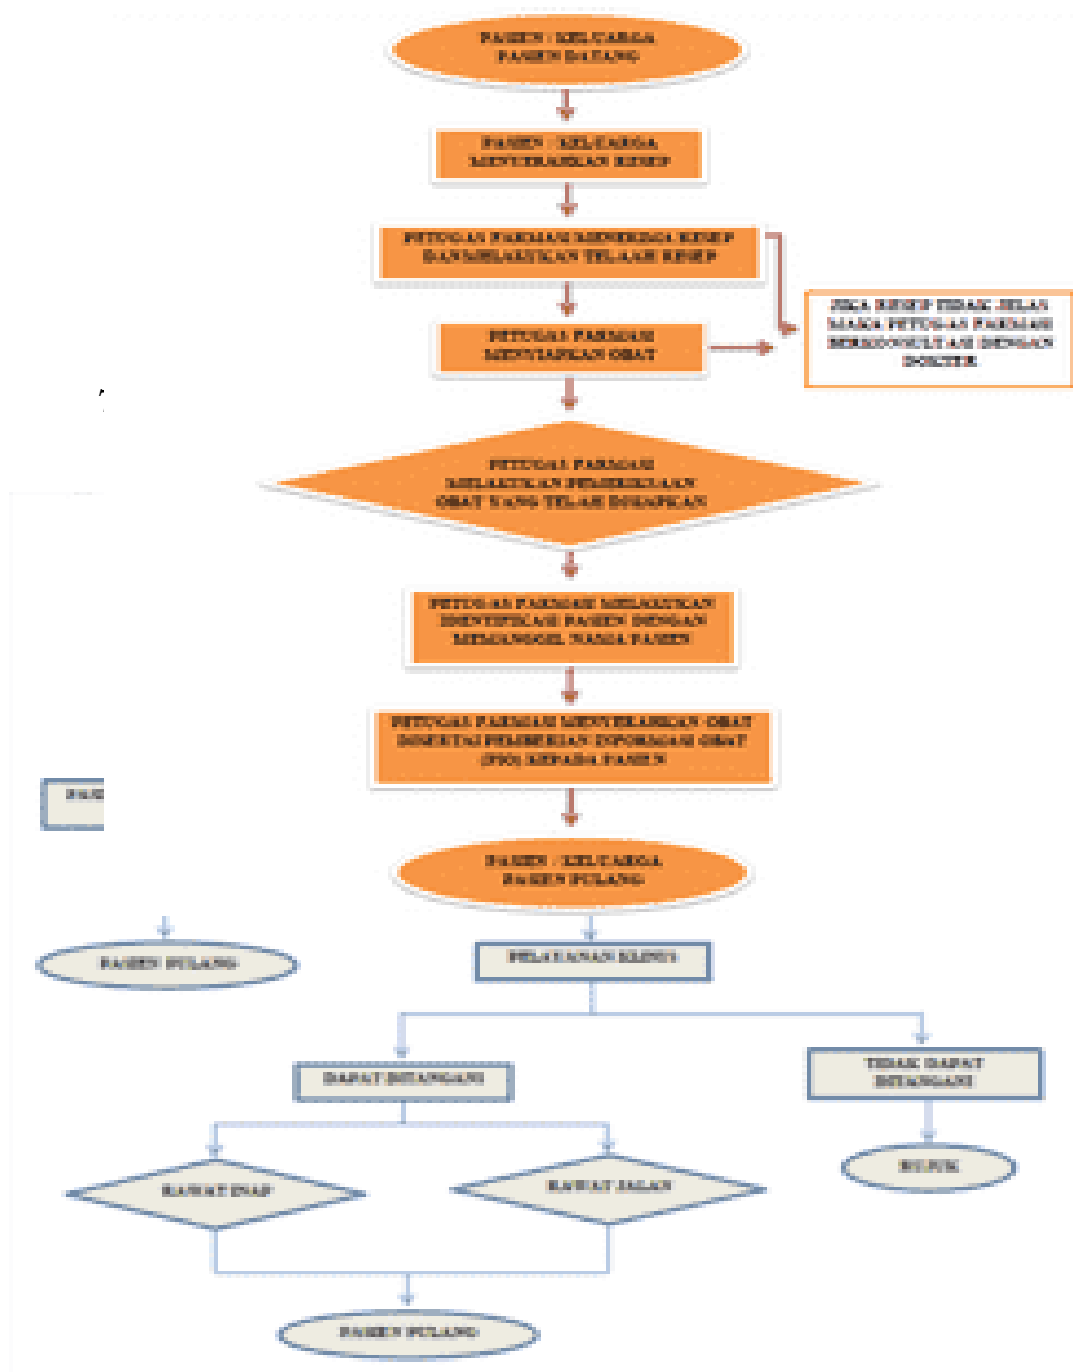 PASIEN / KELUARGA
PASIEN DATANG
PASIEN / KELUARGA
MENYERAHKAN RESEP
PETUGAS FARMASI MENERIMA RESEP
DAN MELAKUKAN TELAAH RESEP
JIKA RESEP TIDAK JELAS
MAKA PETUGAS FARMASI
BERKONSULTASI DENGAN
DOKTER
PETUGAS FARMASI
MENYIAPKAN OBAT
PETUGAS FARMASI
MELAKUKAN PEMERIKSAAN
OBAT YANG TELAH DISIAPKAN
PETUGAS FARMASI MELAKUKAN
IDENTIFIKASI PASIEN DENGAN
MEMANGGIL NAMA PASIEN
PETUGAS FARMASI MENYERAHKAN OBAT
DISERTAI PEMBERIAN INFORMASI OBAT
(PIO) KEPADA PASIEN
PASIEN / KELUARGA
PASIEN PULANG
PASIEN PULANG
PELAYANAN KLINIS
DAPAT DITANGANI
TIDAK DAPAT
DITANGANI
RAWAT INAP
RAWAT JALAN
RUJUK
PASIEN PULANG